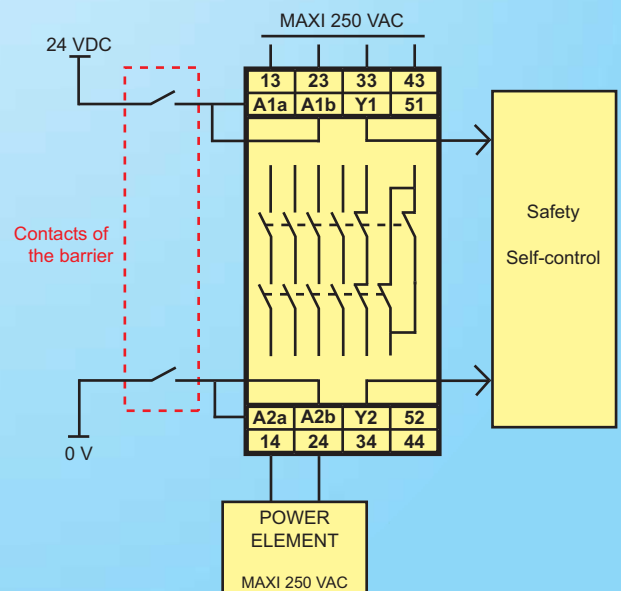 MAXI 250 VAC
24 VDC
13 23 33 43
A1a A1b Y1 51
Contacts of
the barrier
Safety
Self-control
A2a A2b Y2 52
14 24 34 44
0 V
POWER
ELEMENT
MAXI 250 VAC